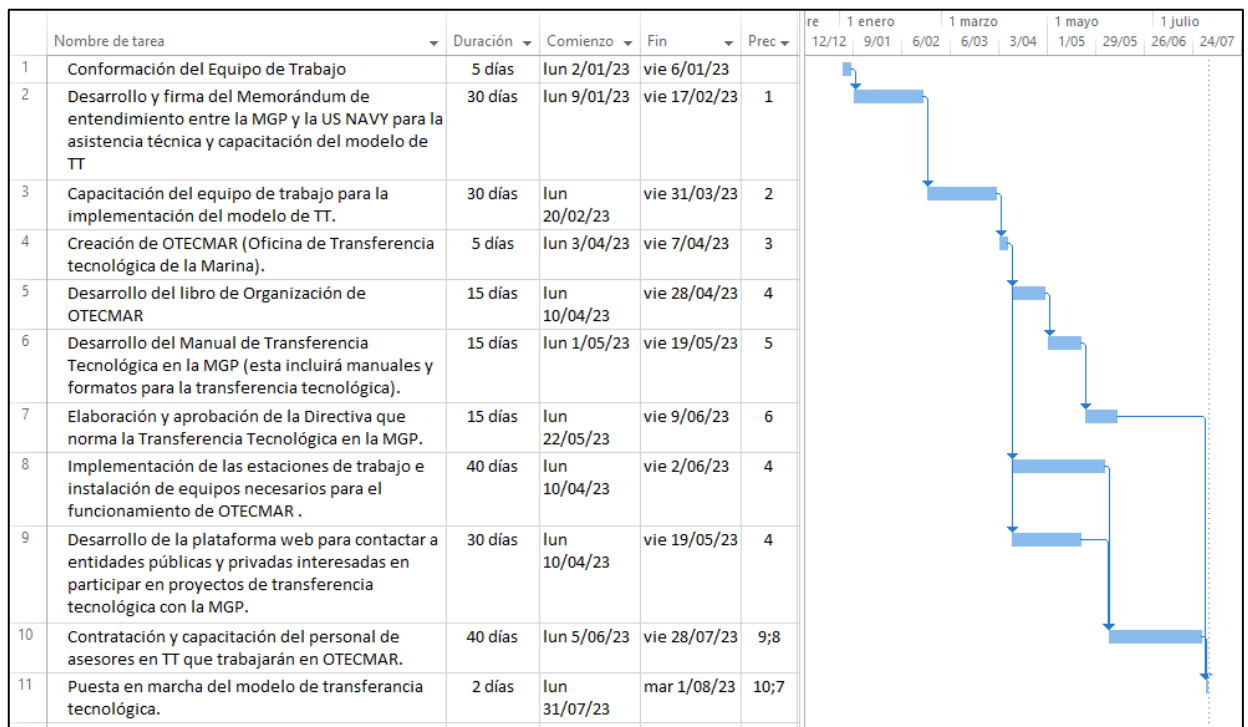 re 1 enero 1 marzo 1 mayo 1 julio
Nombre de tarea Duración Comienzo Fin Prec 12/12 9/01 6/02 6/03 3/04 1/05 29/05 26/06 24/07
1 Conformación del Equipo de Trabajo 5 días lun 2/01/23 vie 6/01/23
2 Desarrollo y firma del Memorándum de 30 días lun 9/01/23 vie 17/02/23 1
entendimiento entre la MGP y la US NAVY para la
asistencia técnica y capacitación del modelo de
TT
3 Capacitación del equipo de trabajo para la 30 días lun vie 31/03/23 2
implementación del modelo de TT. 20/02/23
4 Creación de OTECMAR (Oficina de Transferencia 5 días lun 3/04/23 vie 7/04/23 3
tecnológica de la Marina).
5 Desarrollo del libro de Organización de 15 días lun vie 28/04/23 4
OTECMAR 10/04/23
6 Desarrollo del Manual de Transferencia 15 días lun 1/05/23 vie 19/05/23 5
Tecnológica en la MGP (esta incluirá manuales y
formatos para la transferencia tecnológica).
7 Elaboración y aprobación de la Directiva que 15 días lun vie 9/06/23 6
norma la Transferencia Tecnológica en la MGP. 22/05/23
8 Implementación de las estaciones de trabajo e 40 días lun vie 2/06/23 4
instalación de equipos necesarios para el 10/04/23
funcionamiento de OTECMAR .
9 Desarrollo de la plataforma web para contactar a 30 días lun vie 19/05/23 4
entidades públicas y privadas interesadas en 10/04/23
participar en proyectos de transferencia
tecnológica con la MGP.
10 Contratación y capacitación del personal de 40 días lun 5/06/23 vie 28/07/23 9;8
asesores en TT que trabajarán en OTECMAR.
11 Puesta en marcha del modelo de transferancia 2 días lun mar 1/08/23 10;7
tecnológica. 31/07/23